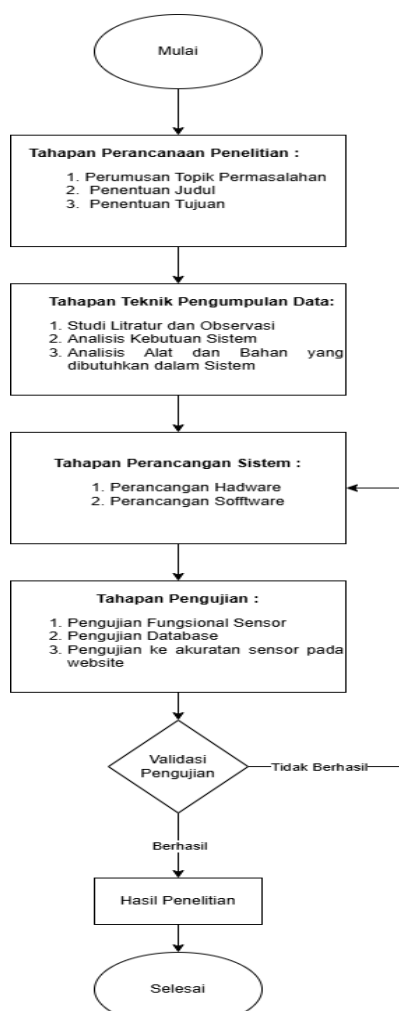 Mulai
Tahapan Perancanaan Penelitian :
1. Perumusan Topik Permasalahan
2. Penentuan Judul
3. Penentuan Tujuan
Tahapan Teknik Pengumpulan Data:
1. Studi Litratur dan Observasi
2. Analisis Kebutuan Sistem
3. Analisis Alat dan Bahan yang
dibutuhkan dalam Sistem
Tahapan Perancangan Sistem :
1. Perancangan Hadware
2. Perancangan Sofftware
Tahapan Pengujian :
1. Pengujian Fungsional Sensor
2. Pengujian Database
3. Pengujian ke akuratan sensor pada
website
Validasi
Pengujian
Tidak Berhasil
Berhasil
Hasil Penelitian
Selesai